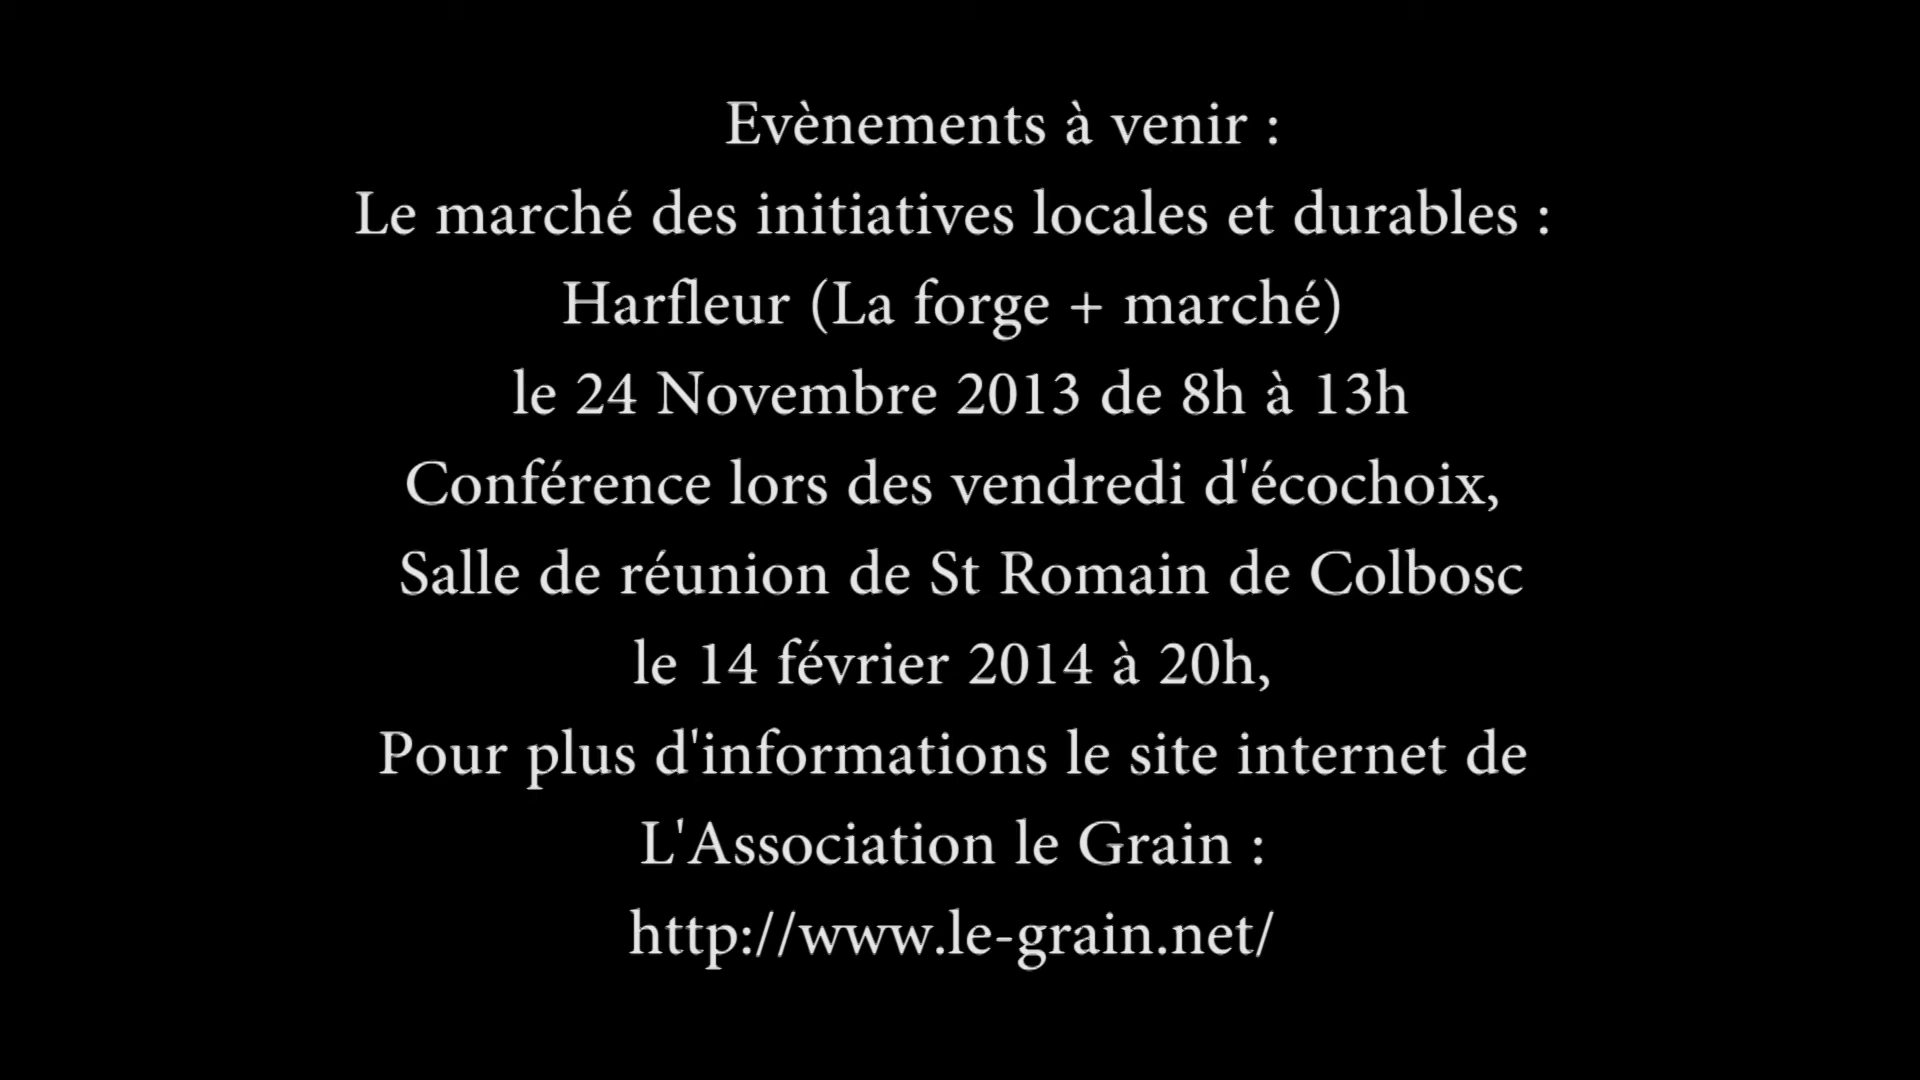 Evènements à venir :
Le marché des initiatives locales et durables :
Harfleur (La forge + marché)
le 24 Novembre 2013 de 8h à 13h
Conférence lors des vendredi d'écochoix,
Salle de réunion de St Romain de Colbosc
le 14 février 2014 à 20h,
Pour plus d'informations le site internet de
L'Association le Grain :
http://www.le-grain.net/